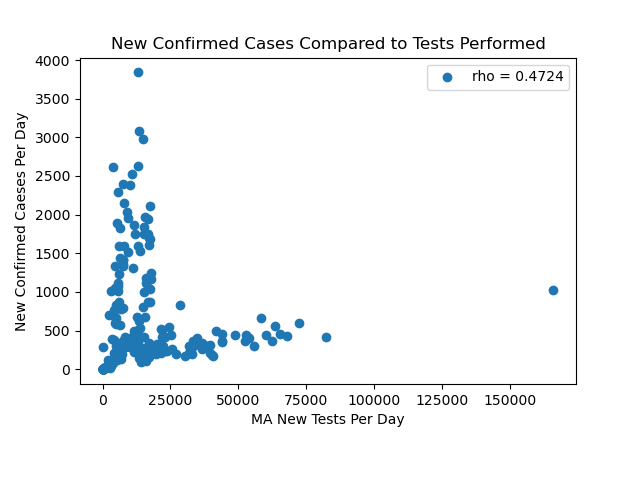 New Confirmed Cases Compared to Tests Performed
rho = 0.4724
New Confirmed Caeses Per Day
4000
3500
3000
2500
2000
1500
1000
500
0
0 25000 50000 75000 100000 125000 150000
MA New Tests Per Day